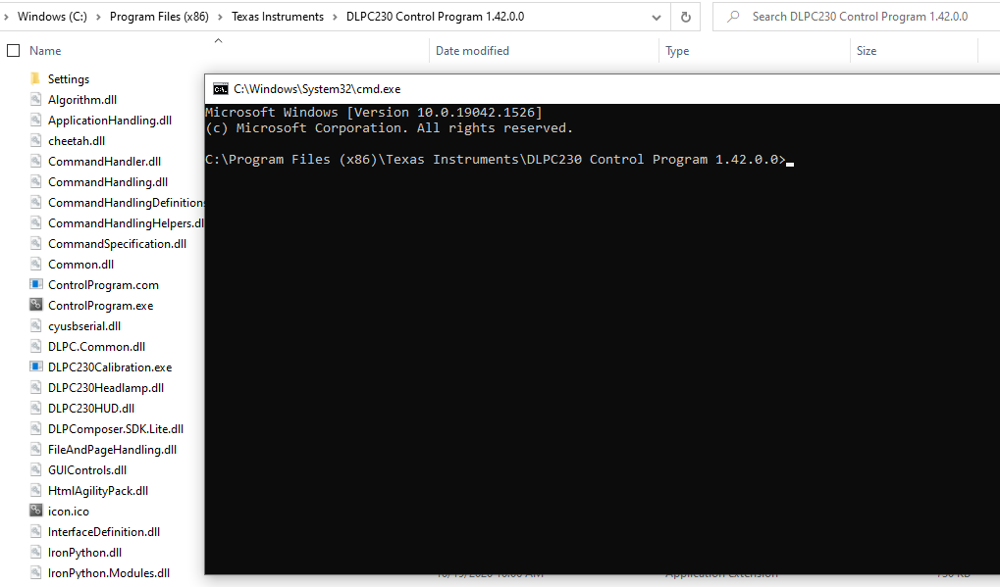 Windows (C:) Program Files (x86) Texas Instruments DLPC230 Control Program 1.42.0.0
Search DLPC230 Control Program 1.42.0.0
Name Date modified Type Size
Settings
Algorithm.dll
ApplicationHandling.dll
cheetah.dll
CommandHandler.dll
CommandHandling.dll
CommandHandlingDefinitions
CommandHandlingHelpers.dl
CommandSpecification.dll
Common.dll
ControlProgram.com
ControlProgram.exe
cyusbserial.dll
DLPC.Common.dll
DLPC230Calibration.exe
DLPC230Headlamp.dll
DLPC230HUD.dll
DLPComposer.SDK.Lite.dll
FileAndPageHandling.dll
GUIControls.dll
HtmlAgilityPack.dll
icon.ico
InterfaceDefinition.dll
IronPython.dll
IronPython.Modules.dll
C:\Windows\System32\cmd.exe
Microsoft Windows [Version 10.0.19042.1526]
(c) Microsoft Corporation. All rights reserved.
C:\Program Files (x86)\Texas Instruments\DLPC230 Control Program 1.42.0.0>